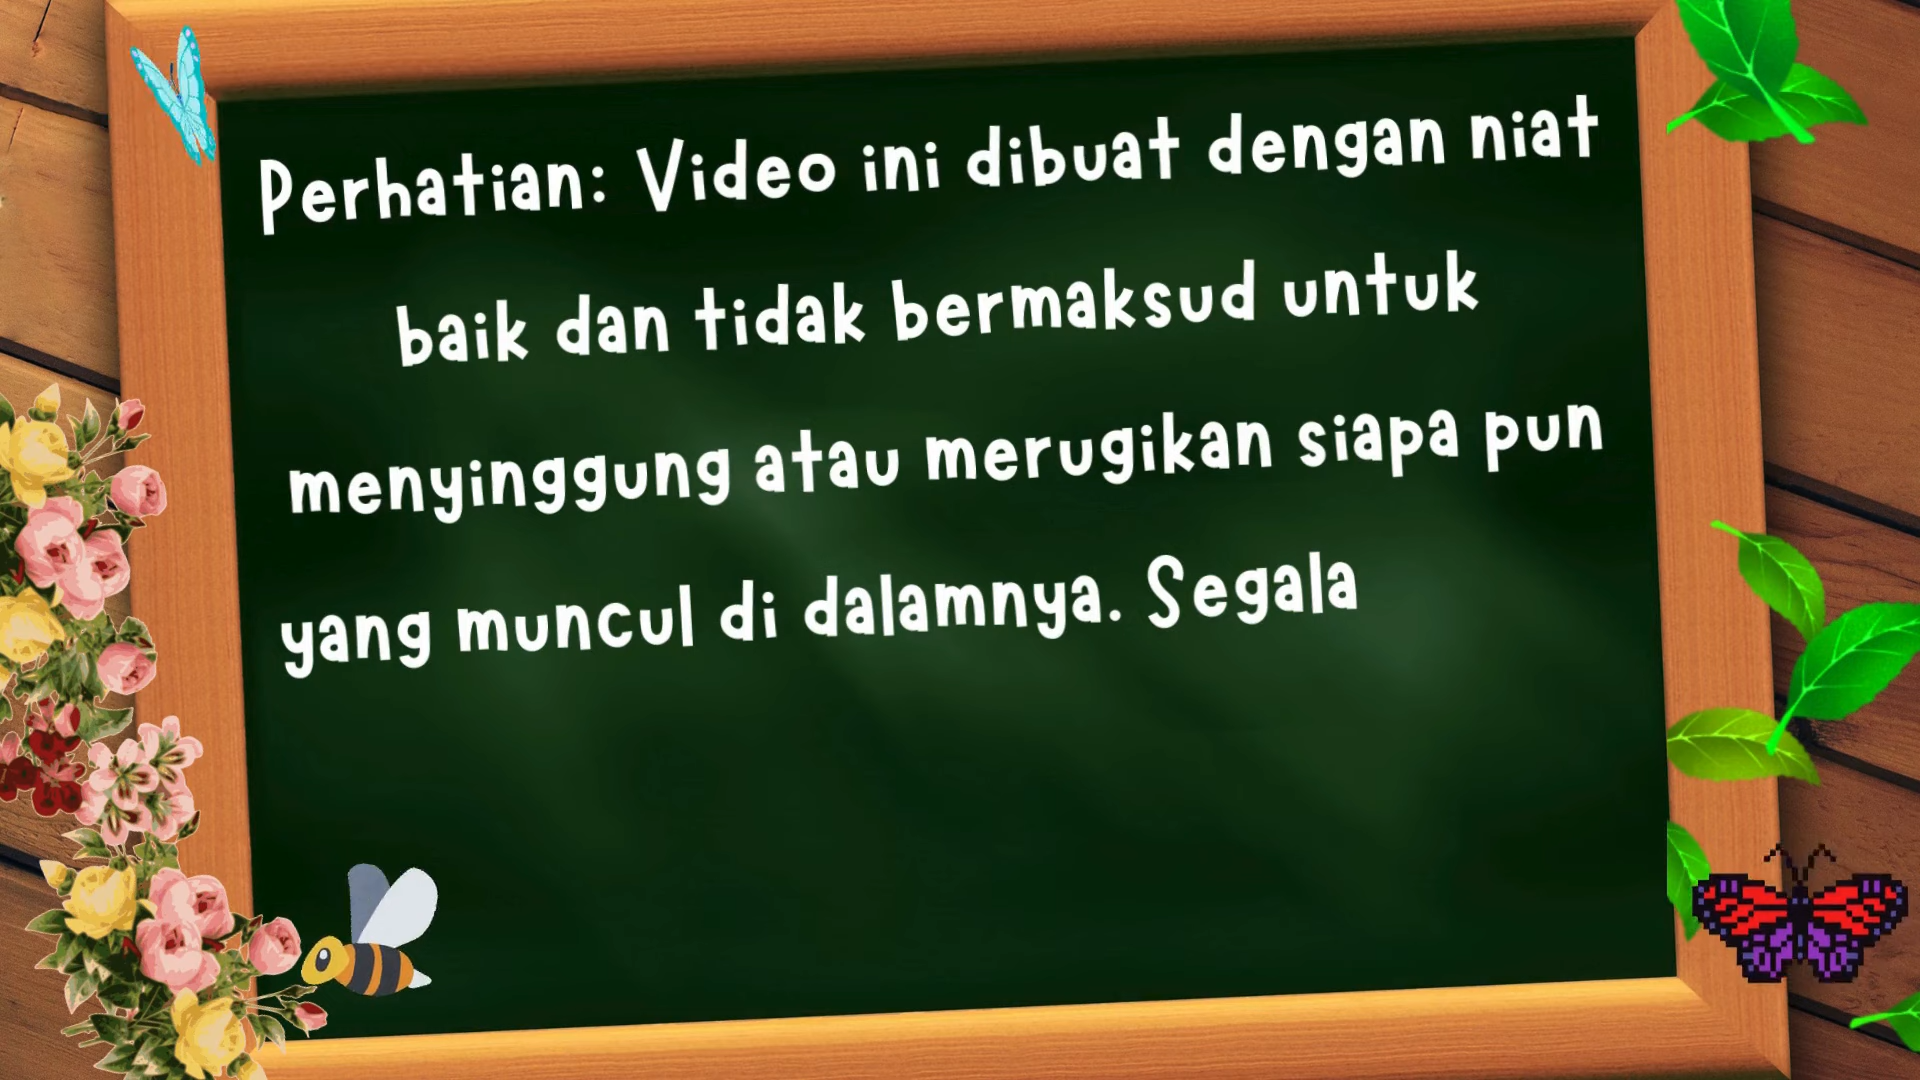 Perhatian: Video ini dibuat dengan niat
baik dan tidak bermaksud untuk
menyinggung atau merugikan siapa pun
yang muncul di dalamnya. Segala